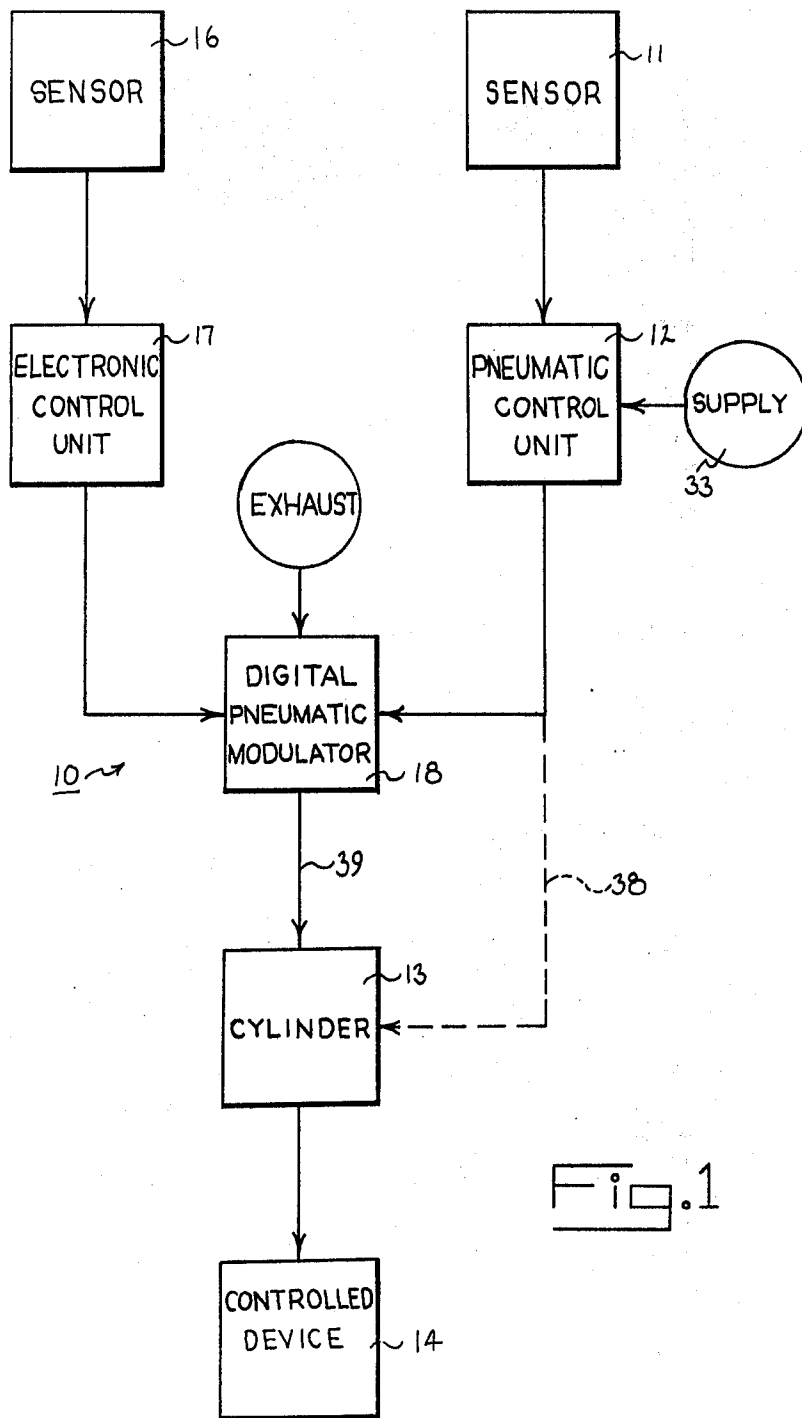 16
SENSOR
11
SENSOR
17
ELECTRONIC
CONTROL
UNIT
12
PNEUMATIC
CONTROL
UNIT
SUPPLY
33
EXHAUST
DIGITAL
PNEUMATIC
MODULATOR
18
10
39
38
13
CYLINDER
CONTROLLED
DEVICE
14
Fig.1